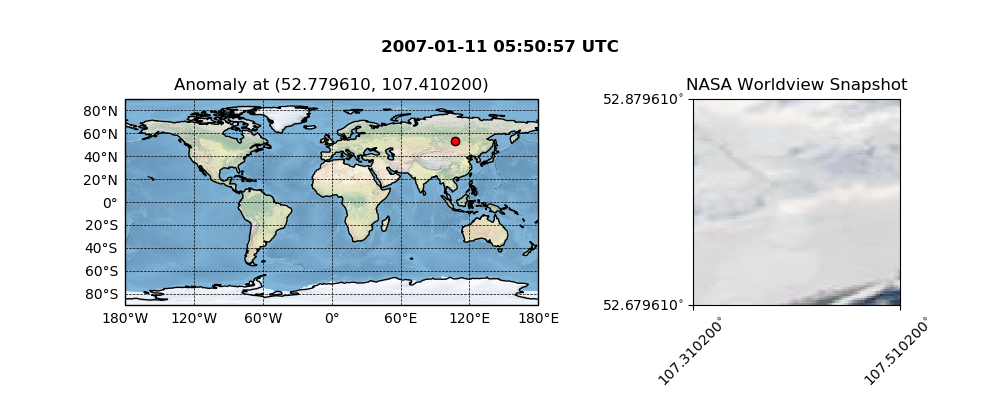 2007-01-11 05:50:57 UTC
Anomaly at (52.779610, 107.410200)
80°N
60°N
40°N
20°N
0°
20°S
40°S
60°S
80°S
180°W 120°W 60°W 0° 60°E 120°E 180°E
NASA Worldview Snapshot
52.879610°
52.679610°
107.310200°
107.510200°